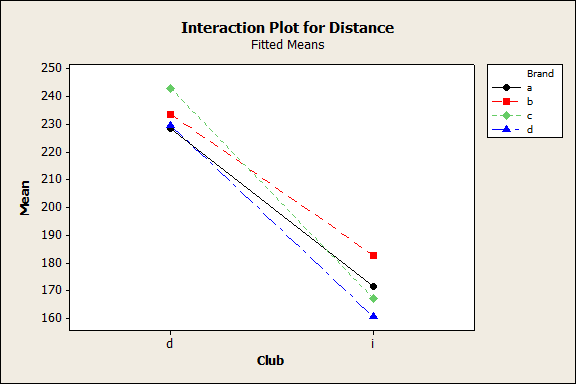 Interaction Plot for Distance
Fitted Means
250
240
230
220
210
200
190
180
170
160
Mean
d
i
Club
Brand
a
b
c
d